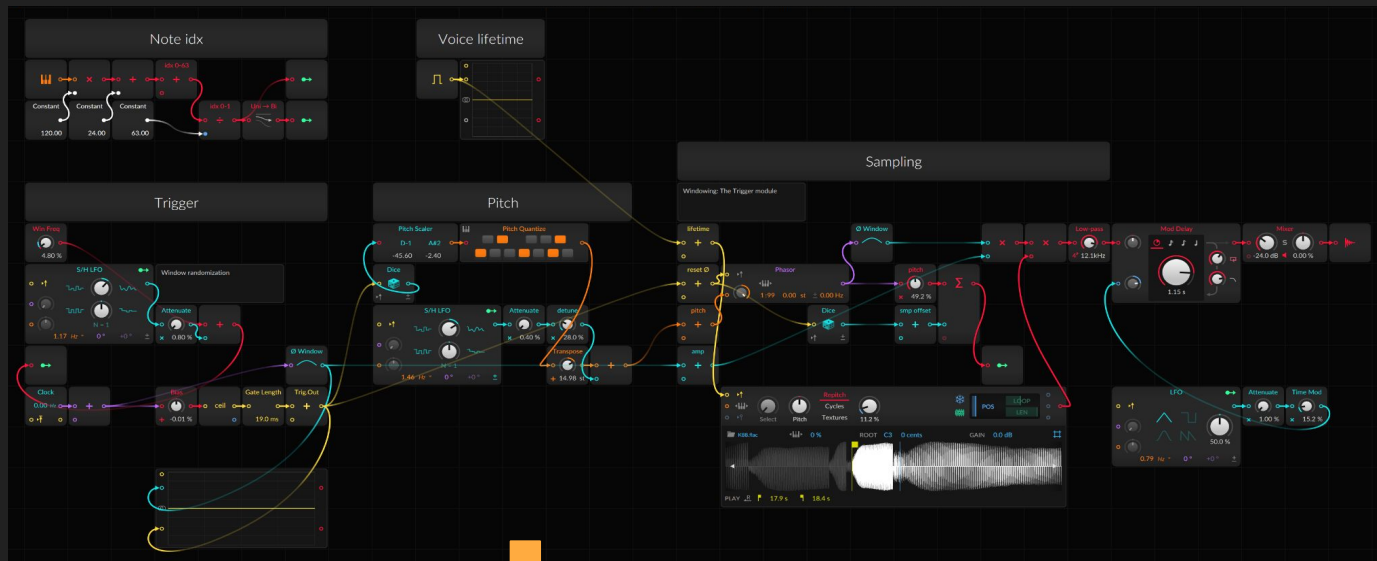 Note idx
Voice lifetime
idx 0-63
Constant
Constant
Constant
idx 0-1
Uni → Bi
120.00
24.00
63.00
Sampling
Windowing: The Trigger module
Trigger
Pitch
Win Freq
4.80 %
S/H LFO
N - 1
1.17 Hz
0 °
+0 °
Window randomization
Attenuate
0.80 %
Clock
0.00
Ø Window
-0.01 %
ceil
Gate Length
19.0 ms
Trig.Out
Pitch Scaler
D-1
A#2
-45.60
-2.40
Pitch Quantize
Dice
S/H LFO
1.46 Hz
0 °
+0 °
Attenuate
0.40 %
detune
28.0 %
Transpose
+ 14.98 st
lifetime
reset Ø
pitch
amp
Ø Window
Phasor
1:99
0.00 st
± 0.00 Hz
pitch
49.2 %
Σ
Dice
smp offset
Low-pass
12.1kHz
Mod Delay
1.15 s
Mixer
-24.0 dB
S
0.00 %
Select
Pitch
Repitch
Cycles
Textures
11.2 %
POS
LOOP
LEN
0 %
ROOT
C3
0 cents
GAIN
0.0 dB
PLAY
17.9 s
18.4 s
LFO
50.0 %
0.79 Hz
0 °
+0 °
Attenuate
1.00 %
Time Mod
15.2 %